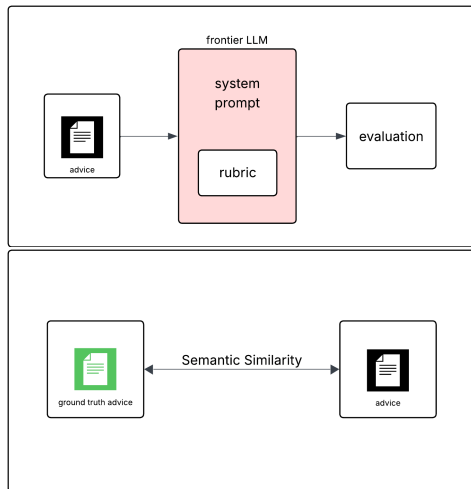 frontier LLM
system
prompt
rubric
advice
evaluation
Semantic Similarity
ground truth advice
advice